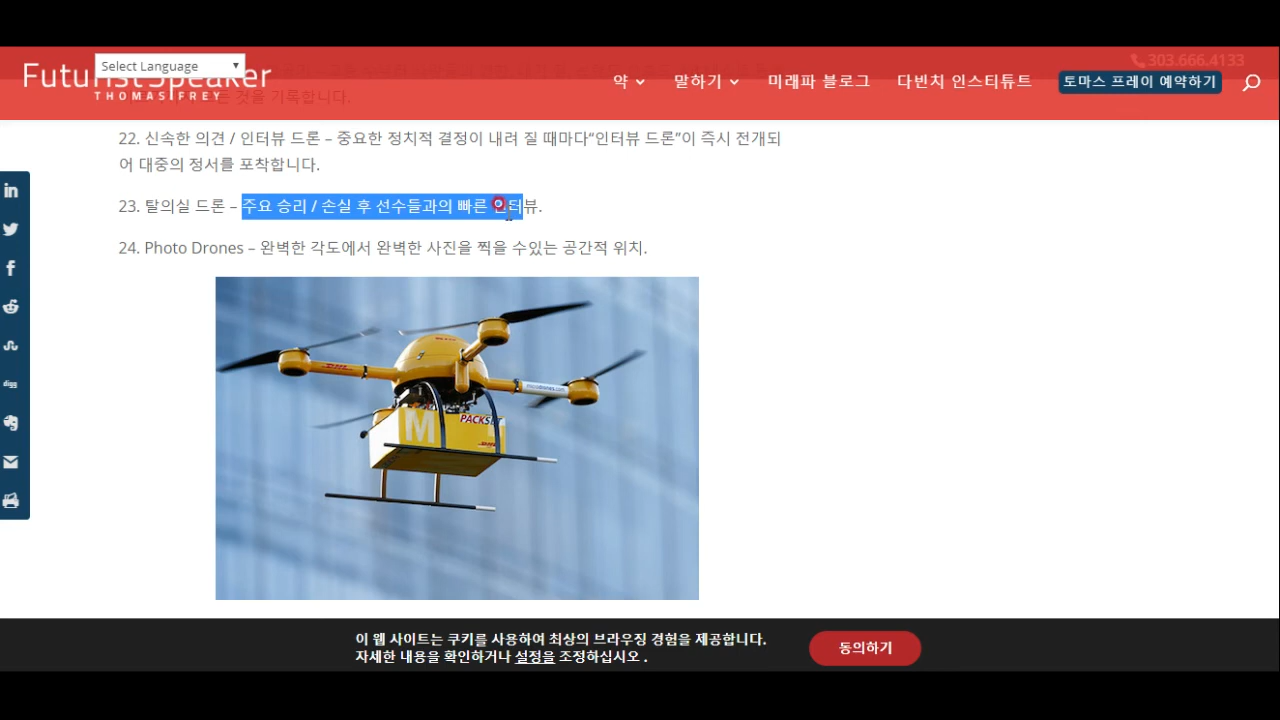 Select Language
Futurist Speaker
THOMAS FREY
303.666.4133
약
말하기
미래파 블로그
다빈치 인스티튜트
토마스 프레이 예약하기
것을 기록합니다.
22. 신속한 의견 / 인터뷰 드론 – 중요한 정치적 결정이 내려 질 때마다“인터뷰 드론”이 즉시 전개되
어 대중의 정서를 포착합니다.
23. 탈의실 드론 – 주요 승리 / 손실 후 선수들과의 빠른 인터뷰.
24. Photo Drones – 완벽한 각도에서 완벽한 사진을 찍을 수있는 공간적 위치.
digg
DHL
microdrones.com
M
PACKSET
DHL
이 웹 사이트는 쿠키를 사용하여 최상의 브라우징 경험을 제공합니다.
자세한 내용을 확인하거나 설정을 조정하십시오 .
동의하기